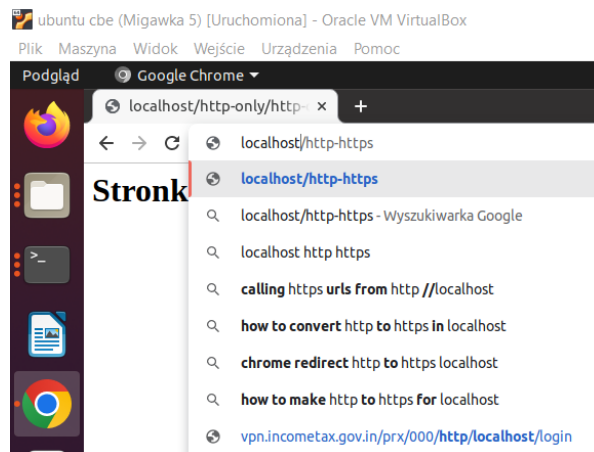 ubuntu cbe (Migawka 5) [Uruchomiona] - Oracle VM VirtualBox
Plik Maszyna Widok Wejście Urządzenia Pomoc
Podgląd Google Chrome
localhost/http-only/http- × +
localhost/http-https
Stronk
localhost/http-https
localhost/http-https - Wyszukiwarka Google
localhost http https
calling https urls from http //localhost
how to convert http to https in localhost
chrome redirect http to https localhost
how to make http to https for localhost
vpn.incometax.gov.in/prx/000/http/localhost/login